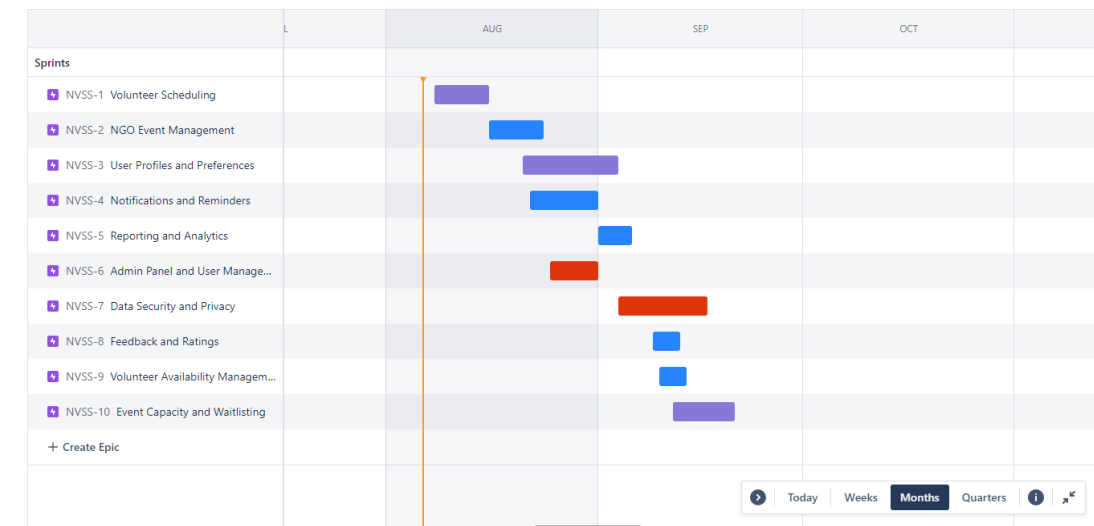 L AUG SEP OCT
Sprints
NVSS-1 Volunteer Scheduling
NVSS-2 NGO Event Management
NVSS-3 User Profiles and Preferences
NVSS-4 Notifications and Reminders
NVSS-5 Reporting and Analytics
NVSS-6 Admin Panel and User Manage...
NVSS-7 Data Security and Privacy
NVSS-8 Feedback and Ratings
NVSS-9 Volunteer Availability Managem...
NVSS-10 Event Capacity and Waitlisting
+ Create Epic
Today Weeks Months Quarters